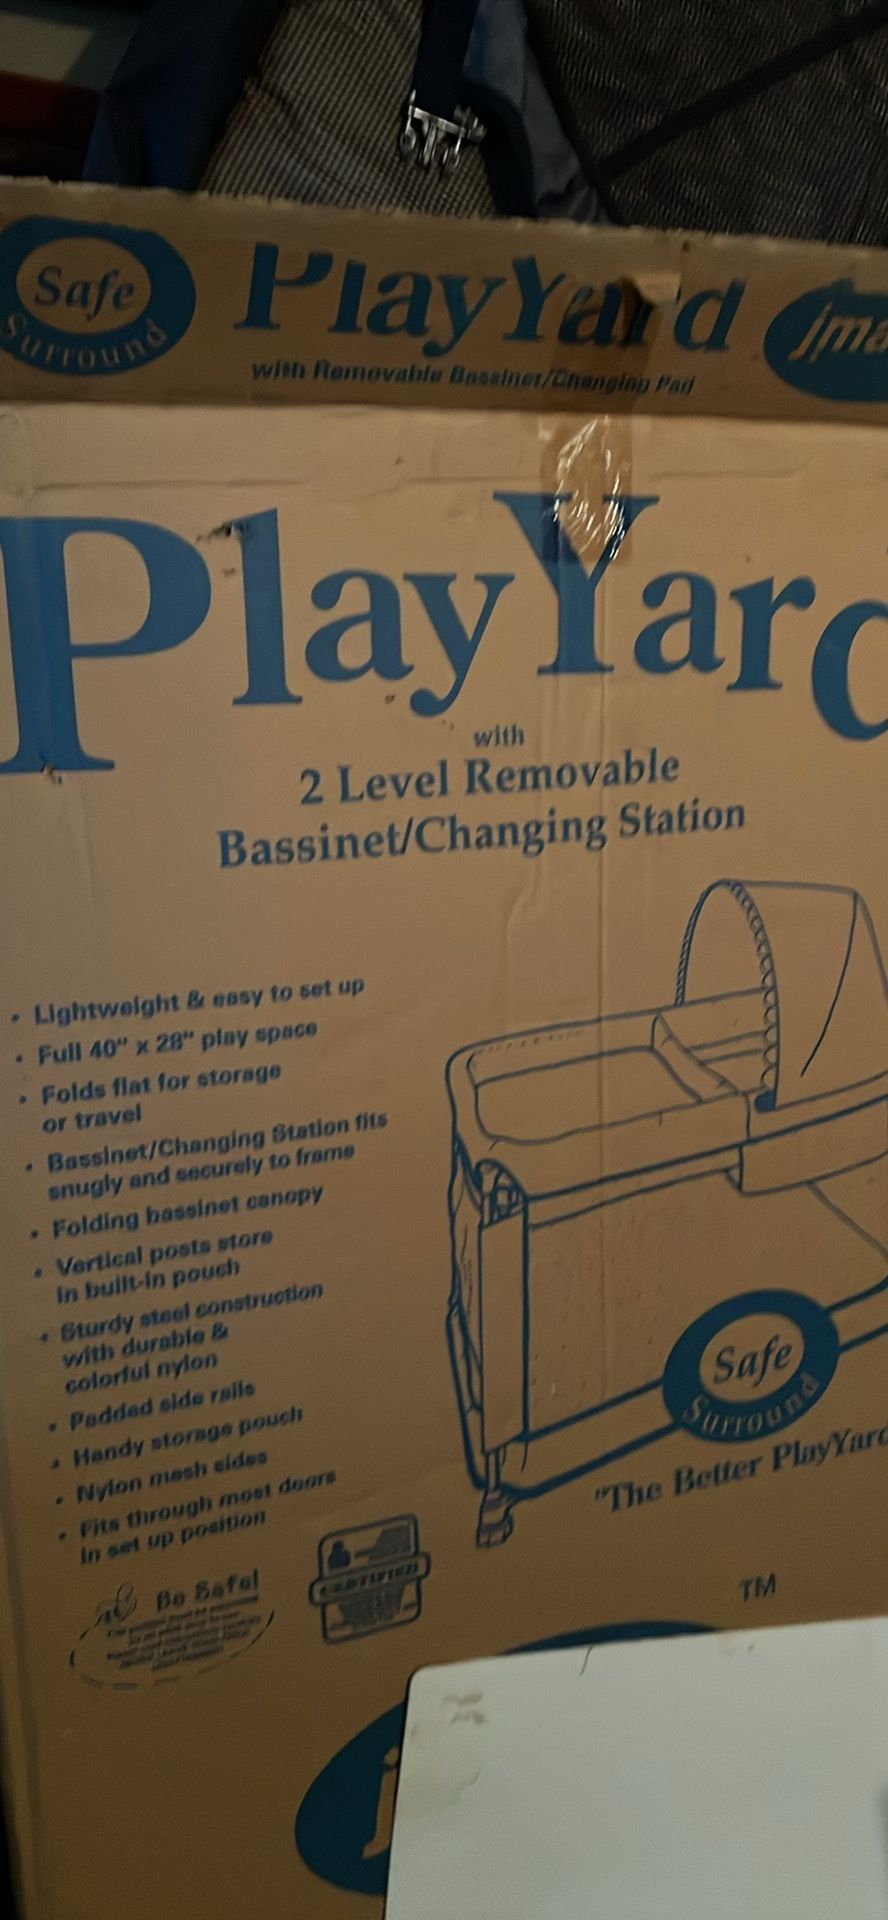 Safe
Surround
PlayYard
jma
with Removable Bassinet/Changing Pad
PlayYard
with
2 Level Removable
Bassinet/Changing Station
• Lightweight & easy to set up
• Full 40" x 28" play space
• Folds flat for storage
or travel
• Bassinet/Changing Station fits
snugly and securely to frame
• Folding bassinet canopy
• Vertical posts store
in built-in pouch
• Sturdy steel construction
with durable &
colorful nylon
• Padded side rails
• Handy storage pouch
• Nylon mesh sides
• Fits through most doors
in set up position
Safe
Surround
"The Better PlayYard
Be Safe!
CERTIFIED
TM
j